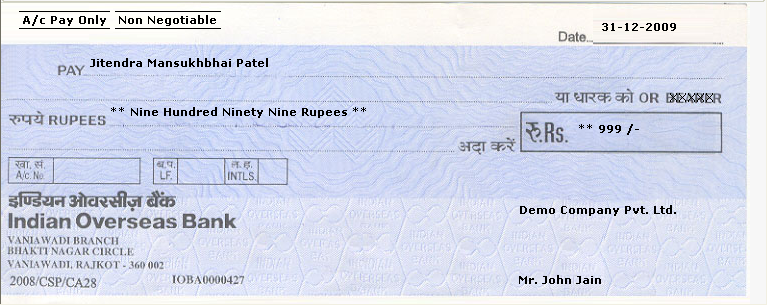 A/c Pay Only Non Negotiable
31-12-2009
Date
PAY Jitendra Mansukhbhai Patel
या धारक को OR BEARER
रुपये RUPEES ** Nine Hundred Ninety Nine Rupees **
अदा करें रु.Rs. ** 999 /-
खा. सं. A/c. No ब.पृ. LF. ल.ह. INTLS.
इण्डियन ओवरसीज़ बैंक
Indian Overseas Bank
Demo Company Pvt. Ltd.
VANIAWADI BRANCH
BHAKTI NAGAR CIRCLE
VANIAWADI, RAJKOT - 360 002
2008/CSP/CA28 IOBA0000427
Mr. John Jain